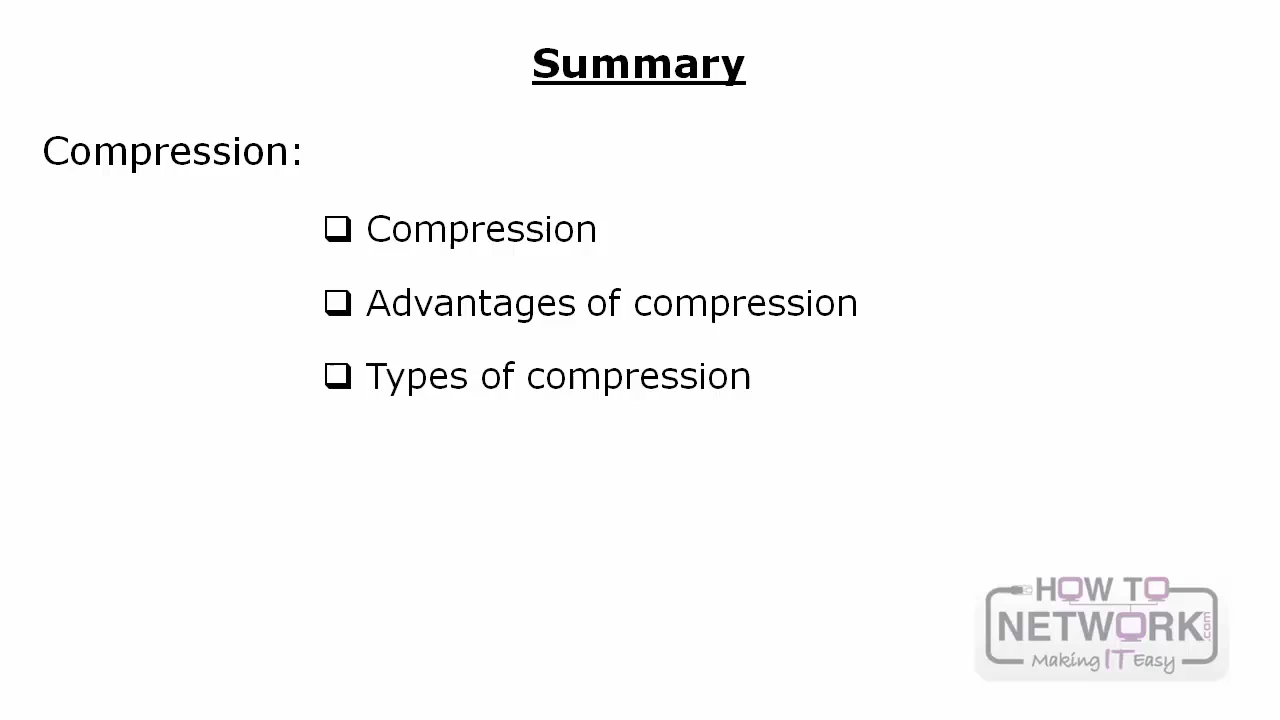 Summary
Compression:
❑ Compression
❑ Advantages of compression
❑ Types of compression
HOW TO
NETWORK.com
Making IT Easy